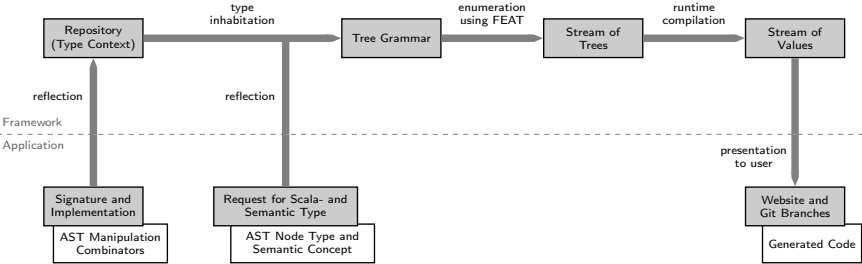 Repository
(Type Context)
type
inhabitation
Tree Grammar
enumeration
using FEAT
Stream of
Trees
runtime
compilation
Stream of
Values
reflection
reflection
Framework
Application
presentation
to user
Signature and
Implementation
AST Manipulation
Combinators
Request for Scala- and
Semantic Type
AST Node Type and
Semantic Concept
Website and
Git Branches
Generated Code